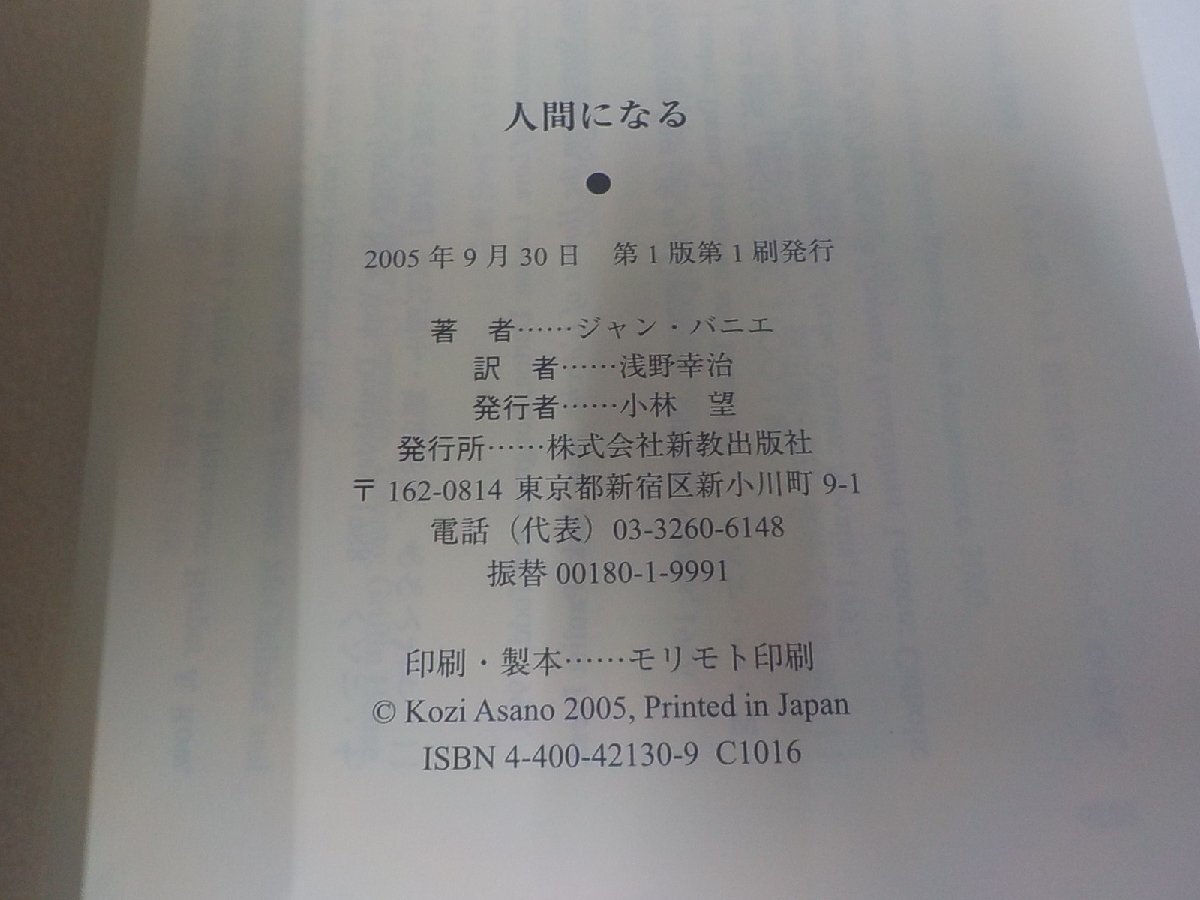 人間になる
●
2005年9月30日　第1版第1刷発行
著　者……ジャン・バニエ
訳　者……浅野幸治
発行者……小林　望
発行所……株式会社新教出版社
〒162-0814 東京都新宿区新小川町 9-1
電話（代表）03-3260-6148
振替 00180-1-9991
印刷・製本……モリモト印刷
© Kozi Asano 2005, Printed in Japan
ISBN 4-400-42130-9 C1016